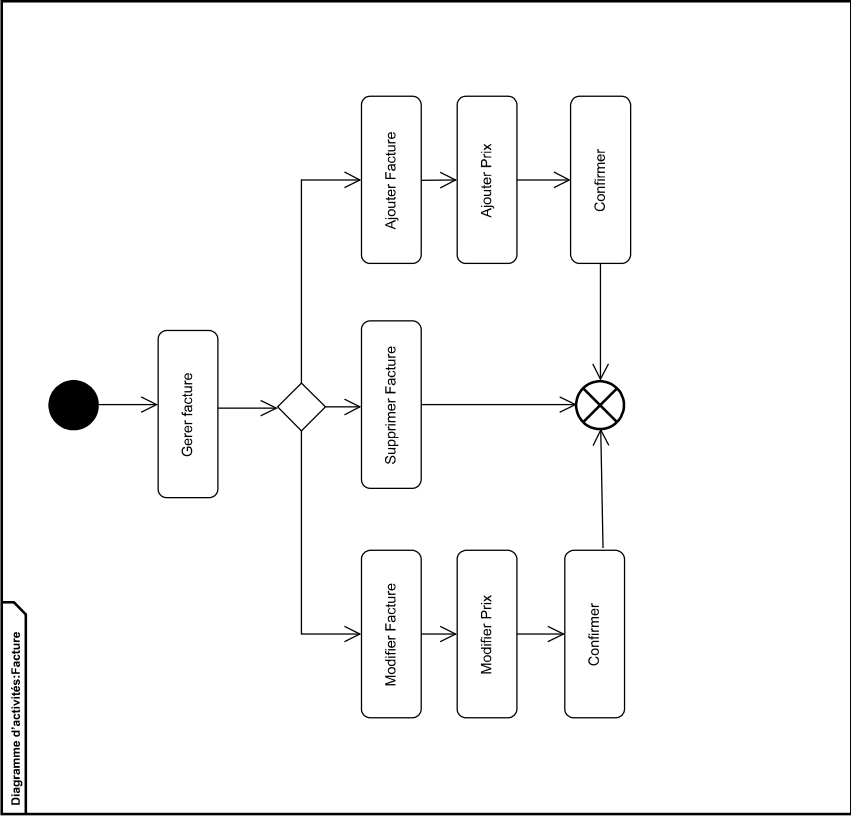 Diagramme d'activités:Facture
Gerer facture
Modifier Facture
Supprimer Facture
Ajouter Facture
Modifier Prix
Ajouter Prix
Confirmer
Confirmer